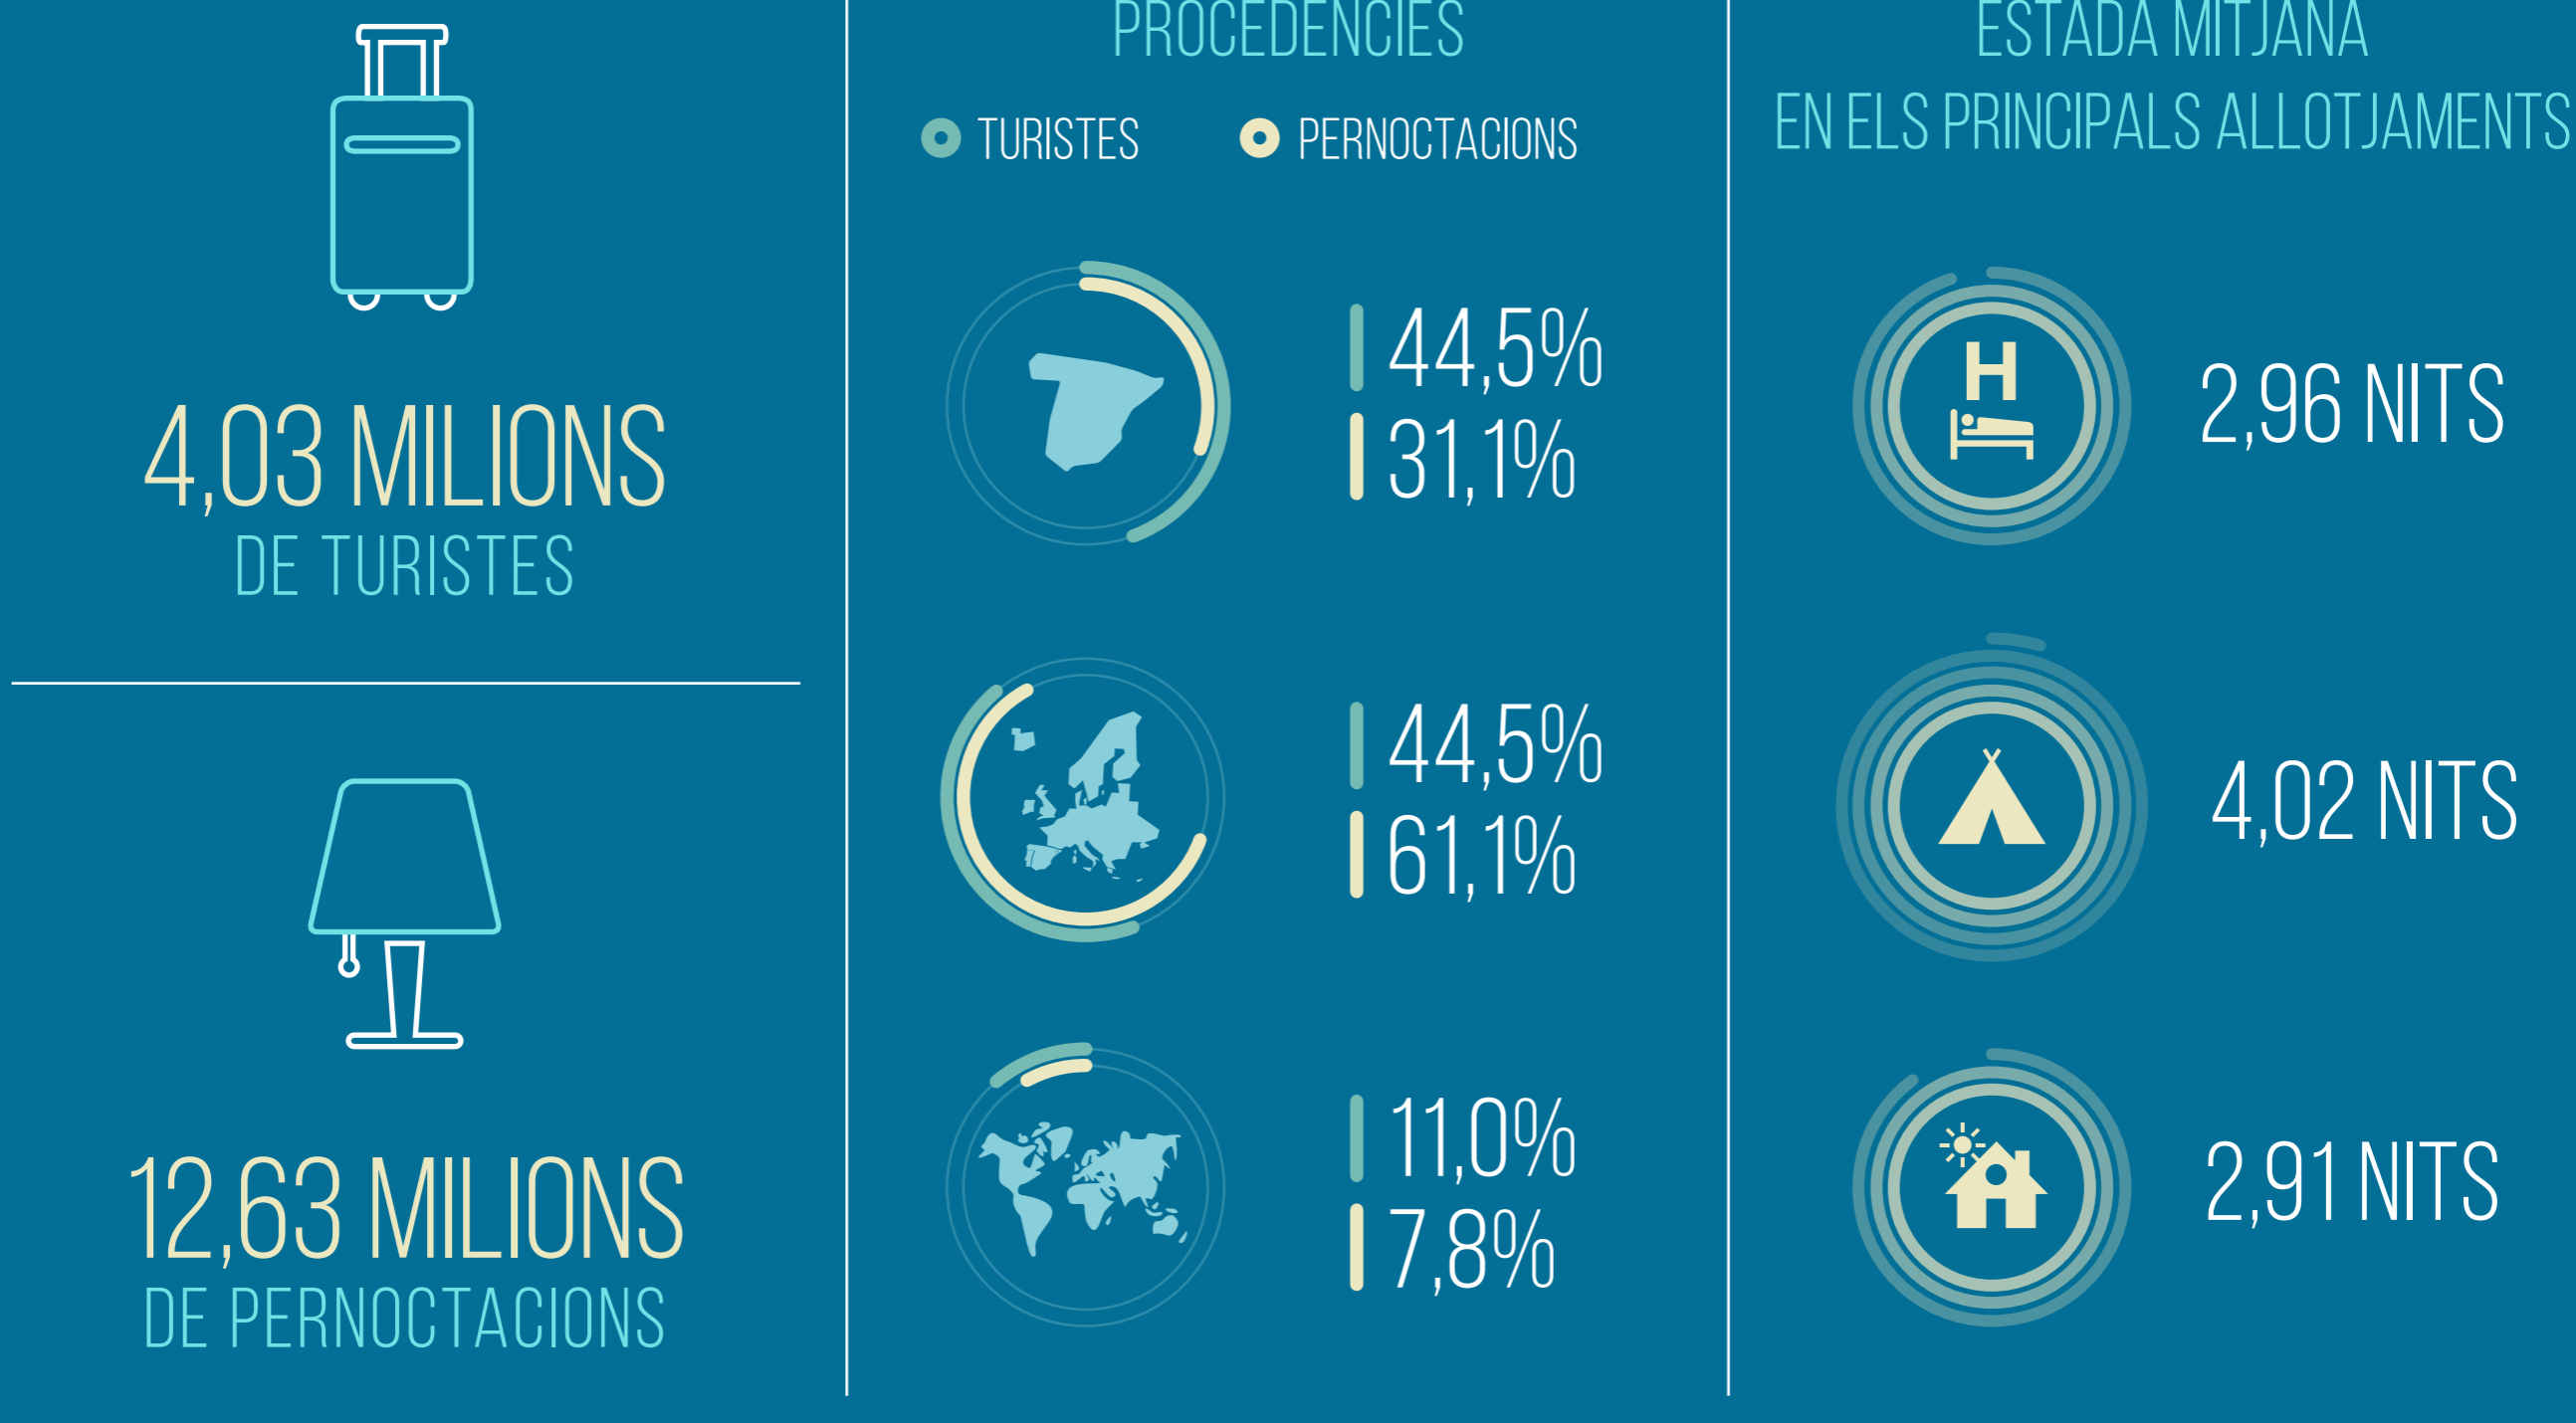 4,03 MILIONS
DE TURISTES
12,63 MILIONS
DE PERNOCTACIONS
PROCEDENCIES
TURISTES
PERNOCTACIONS
44,5%
31,1%
44,5%
61,1%
11,0%
7,8%
ESTADA MITJANA
EN ELS PRINCIPALS ALLOTJAMENTS
H
2,96 NITS
4,02 NITS
2,91 NITS